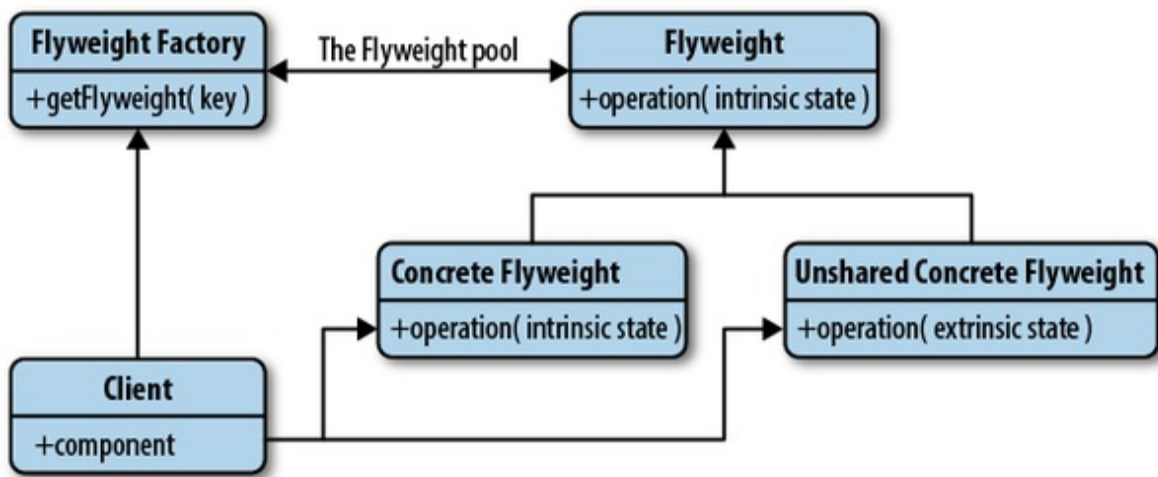 Flyweight Factory
+getFlyweight( key )
The Flyweight pool
Flyweight
+operation( intrinsic state )
Concrete Flyweight
+operation( intrinsic state )
Unshared Concrete Flyweight
+operation( extrinsic state )
Client
+component